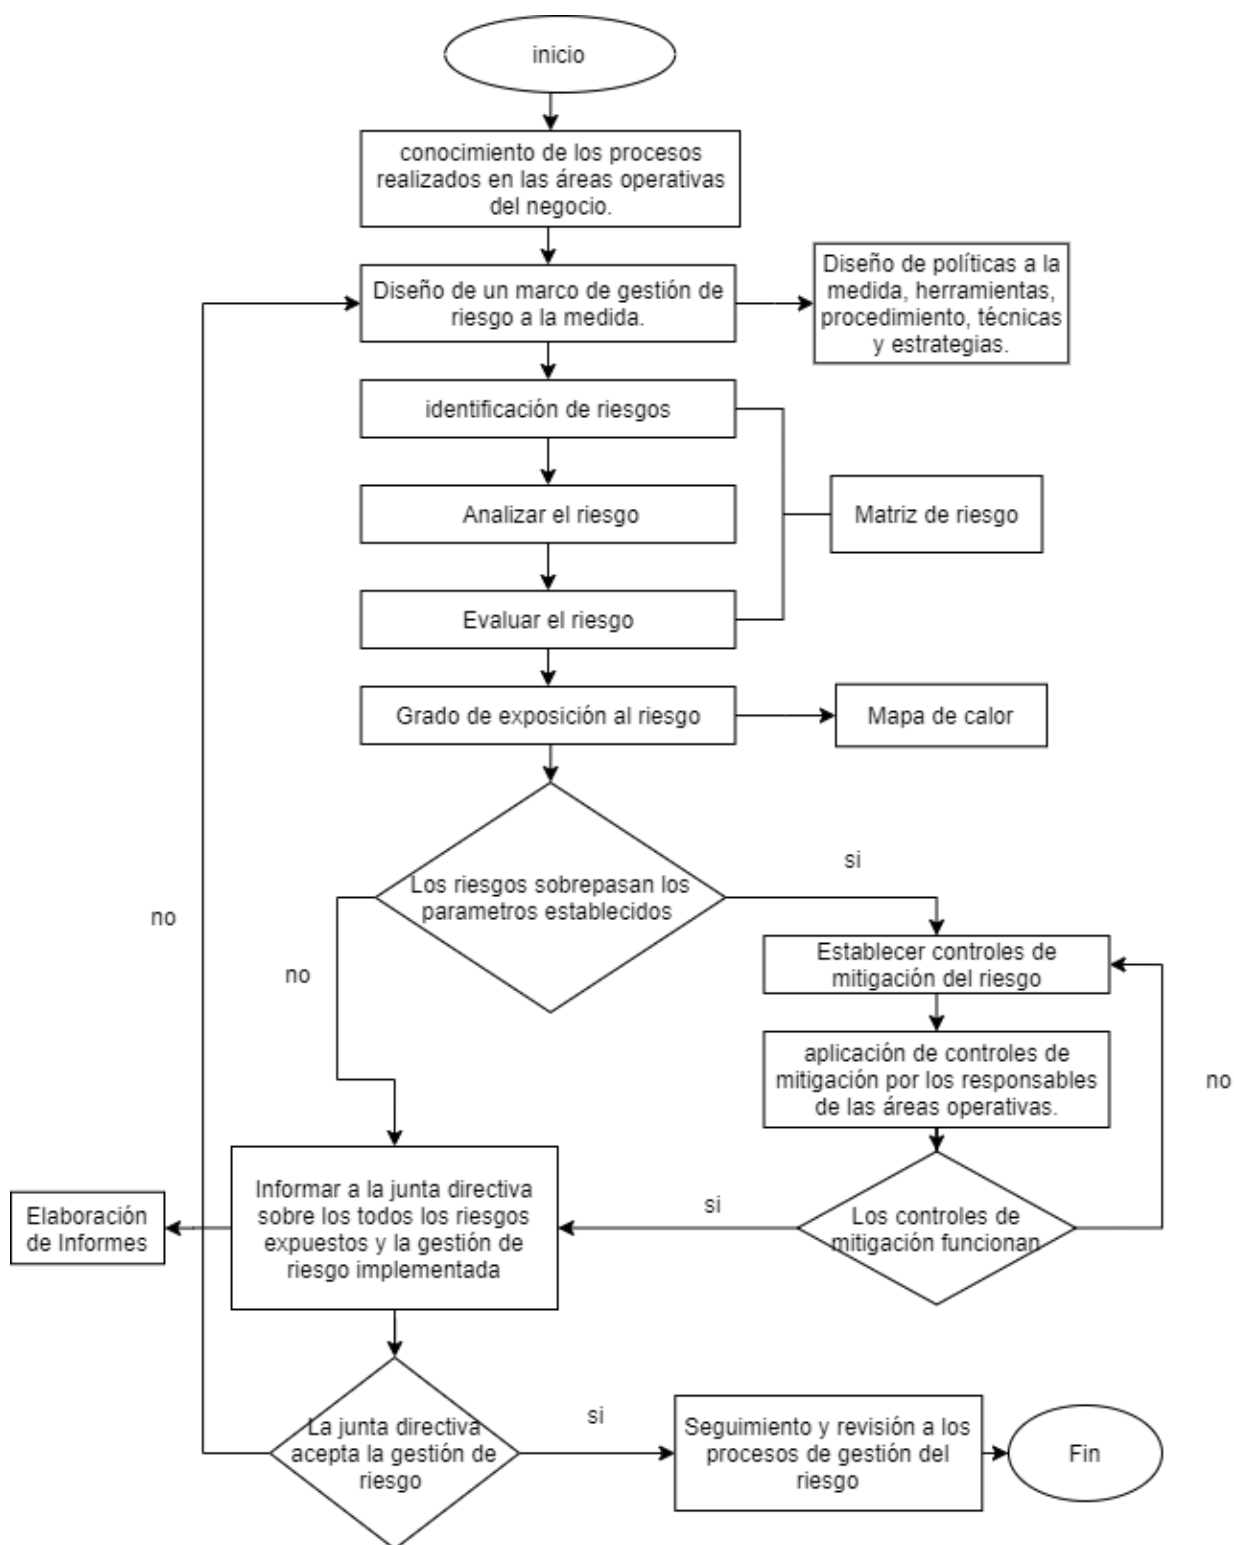 inicio
conocimiento de los procesos
realizados en las áreas operativas
del negocio.
Diseño de un marco de gestión de
riesgo a la medida.
Diseño de políticas a la
medida, herramientas,
procedimiento, técnicas
y estrategias.
identificación de riesgos
Analizar el riesgo
Matriz de riesgo
Evaluar el riesgo
Grado de exposición al riesgo
Mapa de calor
Los riesgos sobrepasan los
parametros establecidos
si
no
no
Establecer controles de
mitigación del riesgo
aplicación de controles de
mitigación por los responsables
de las áreas operativas.
no
Informar a la junta directiva
sobre los todos los riesgos
expuestos y la gestión de
riesgo implementada
Elaboración
de Informes
si
Los controles de
mitigación funcionan
La junta directiva
acepta la gestión de
riesgo
si
Seguimiento y revisión a los
procesos de gestión del
riesgo
Fin